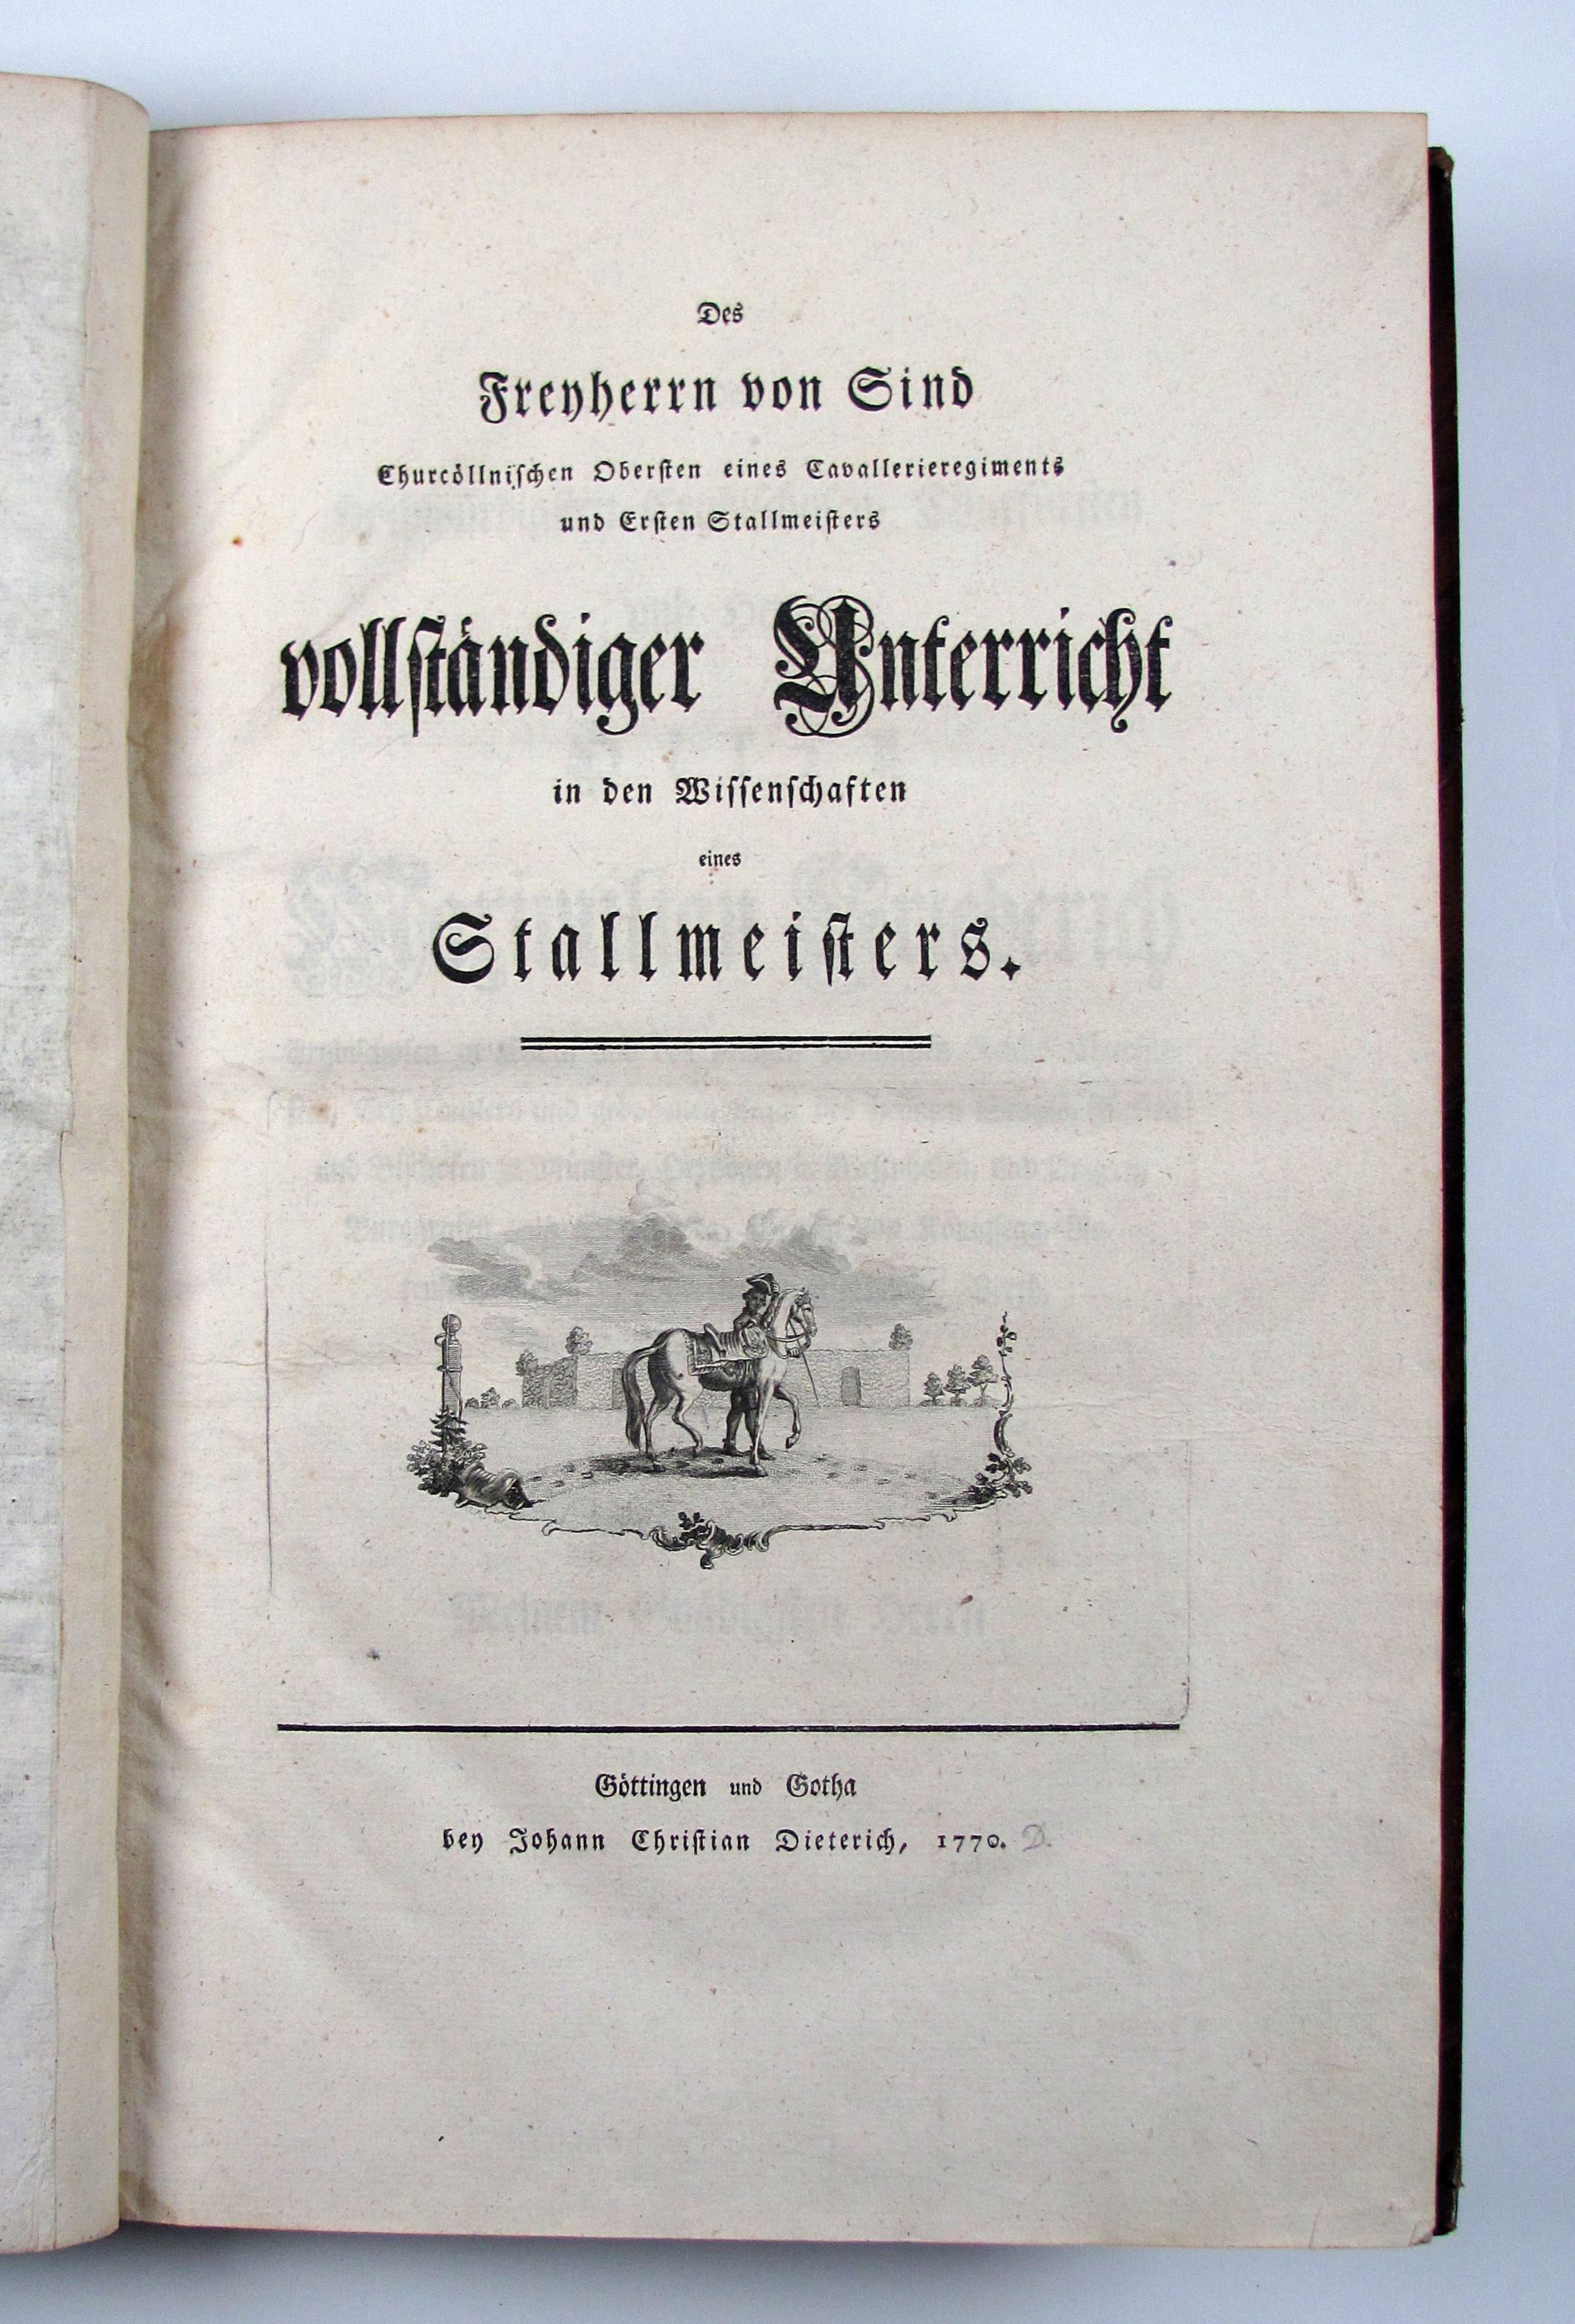 Des
Freyherrn von Sind
Churcöllnischen Obersten eines Cavallerieregiments
und Ersten Stallmeisters
vollständiger Unterricht
in den Wissenschaften
eines
Stallmeisters.
Göttingen und Gotha
bey Johann Christian Dieterich, 1770. D.